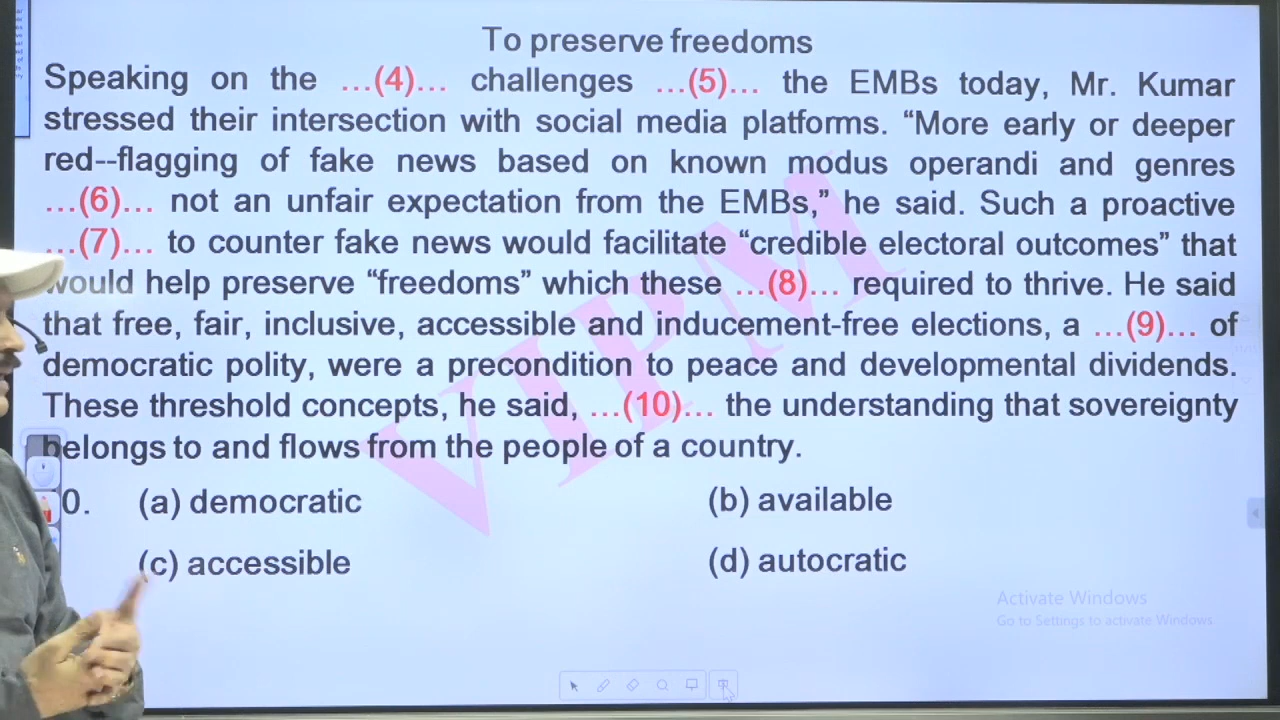 To preserve freedoms
Speaking on the ...(4)... challenges ...(5)... the EMBs today, Mr. Kumar
stressed their intersection with social media platforms. “More early or deeper
red--flagging of fake news based on known modus operandi and genres
...(6)... not an unfair expectation from the EMBs,” he said. Such a proactive
...(7)... to counter fake news would facilitate “credible electoral outcomes” that
would help preserve “freedoms” which these ...(8)... required to thrive. He said
that free, fair, inclusive, accessible and inducement-free elections, a ...(9)... of
democratic polity, were a precondition to peace and developmental dividends.
These threshold concepts, he said, ...(10)... the understanding that sovereignty
belongs to and flows from the people of a country.
0. (a) democratic (b) available
(c) accessible (d) autocratic
VIPM
Activate Windows
Go to Settings to activate Windows.